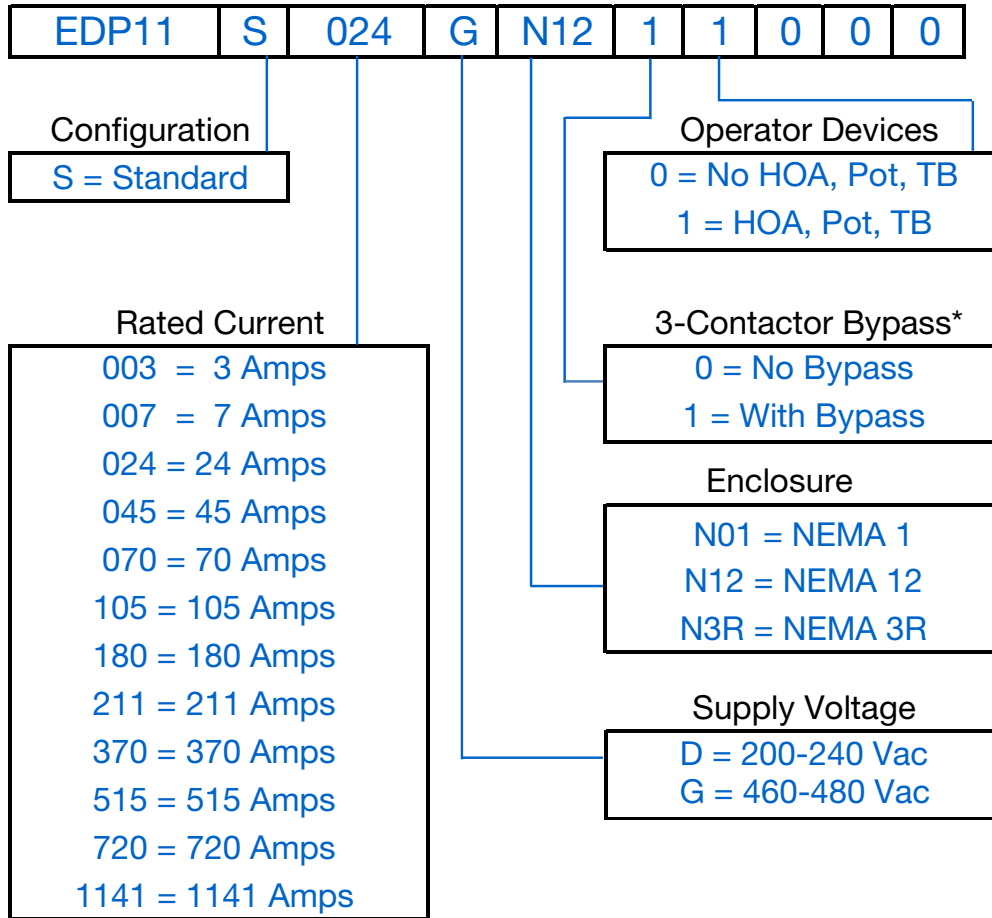 EDP11 S 024 G N12 1 1 0 0 0
Configuration
S = Standard
Operator Devices
0 = No HOA, Pot, TB
1 = HOA, Pot, TB
Rated Current
003 = 3 Amps
007 = 7 Amps
024 = 24 Amps
045 = 45 Amps
070 = 70 Amps
105 = 105 Amps
180 = 180 Amps
211 = 211 Amps
370 = 370 Amps
515 = 515 Amps
720 = 720 Amps
1141 = 1141 Amps
3-Contactor Bypass*
0 = No Bypass
1 = With Bypass
Enclosure
N01 = NEMA 1
N12 = NEMA 12
N3R = NEMA 3R
Supply Voltage
D = 200-240 Vac
G = 460-480 Vac